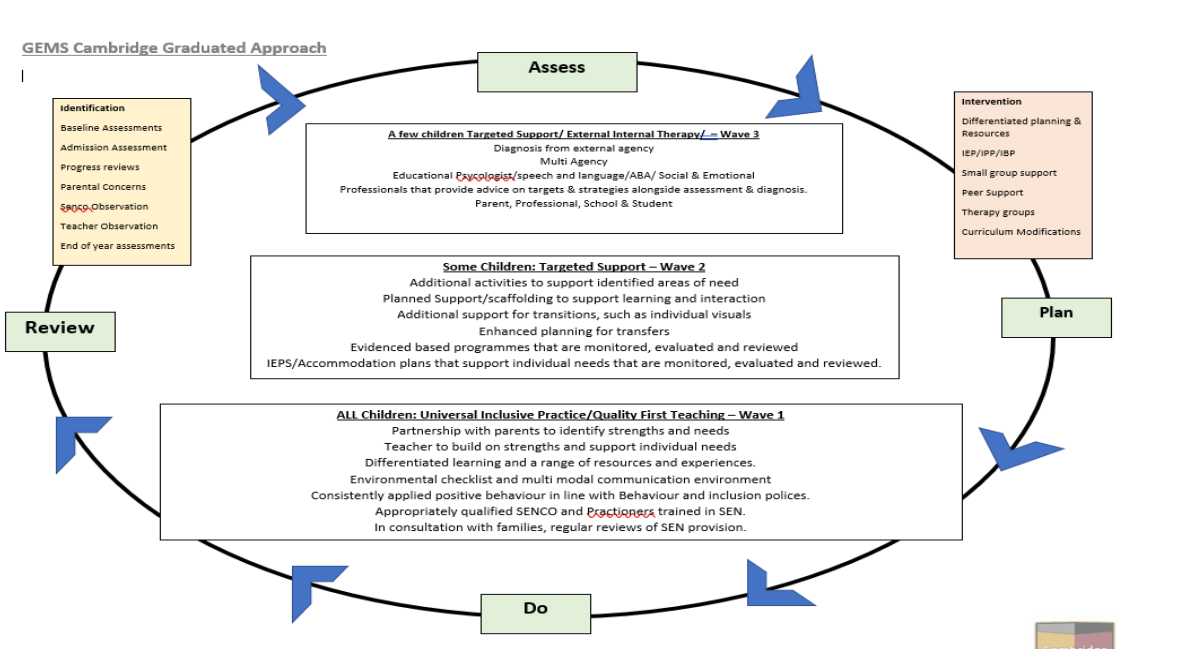 GEMS Cambridge Graduated Approach
Assess
Identification
Baseline Assessments
Admission Assessment
Progress reviews
Parental Concerns
Senco Observation
Teacher Observation
End of year assessments
A few children Targeted Support/ External Internal Therapy/ – Wave 3
Diagnosis from external agency
Multi Agency
Educational Psycologist/speech and language/ABA/ Social & Emotional
Professionals that provide advice on targets & strategies alongside assessment & diagnosis.
Parent, Professional, School & Student
Intervention
Differentiated planning &
Resources
IEP/IPP/IBP
Small group support
Peer Support
Therapy groups
Curriculum Modifications
Some Children: Targeted Support – Wave 2
Additional activities to support identified areas of need
Planned Support/scaffolding to support learning and interaction
Additional support for transitions, such as individual visuals
Enhanced planning for transfers
Evidenced based programmes that are monitored, evaluated and reviewed
IEPS/Accommodation plans that support individual needs that are monitored, evaluated and reviewed.
Review
Plan
ALL Children: Universal Inclusive Practice/Quality First Teaching – Wave 1
Partnership with parents to identify strengths and needs
Teacher to build on strengths and support individual needs
Differentiated learning and a range of resources and experiences.
Environmental checklist and multi modal communication environment
Consistently applied positive behaviour in line with Behaviour and inclusion polices.
Appropriately qualified SENCO and Practioners trained in SEN.
In consultation with families, regular reviews of SEN provision.
Do